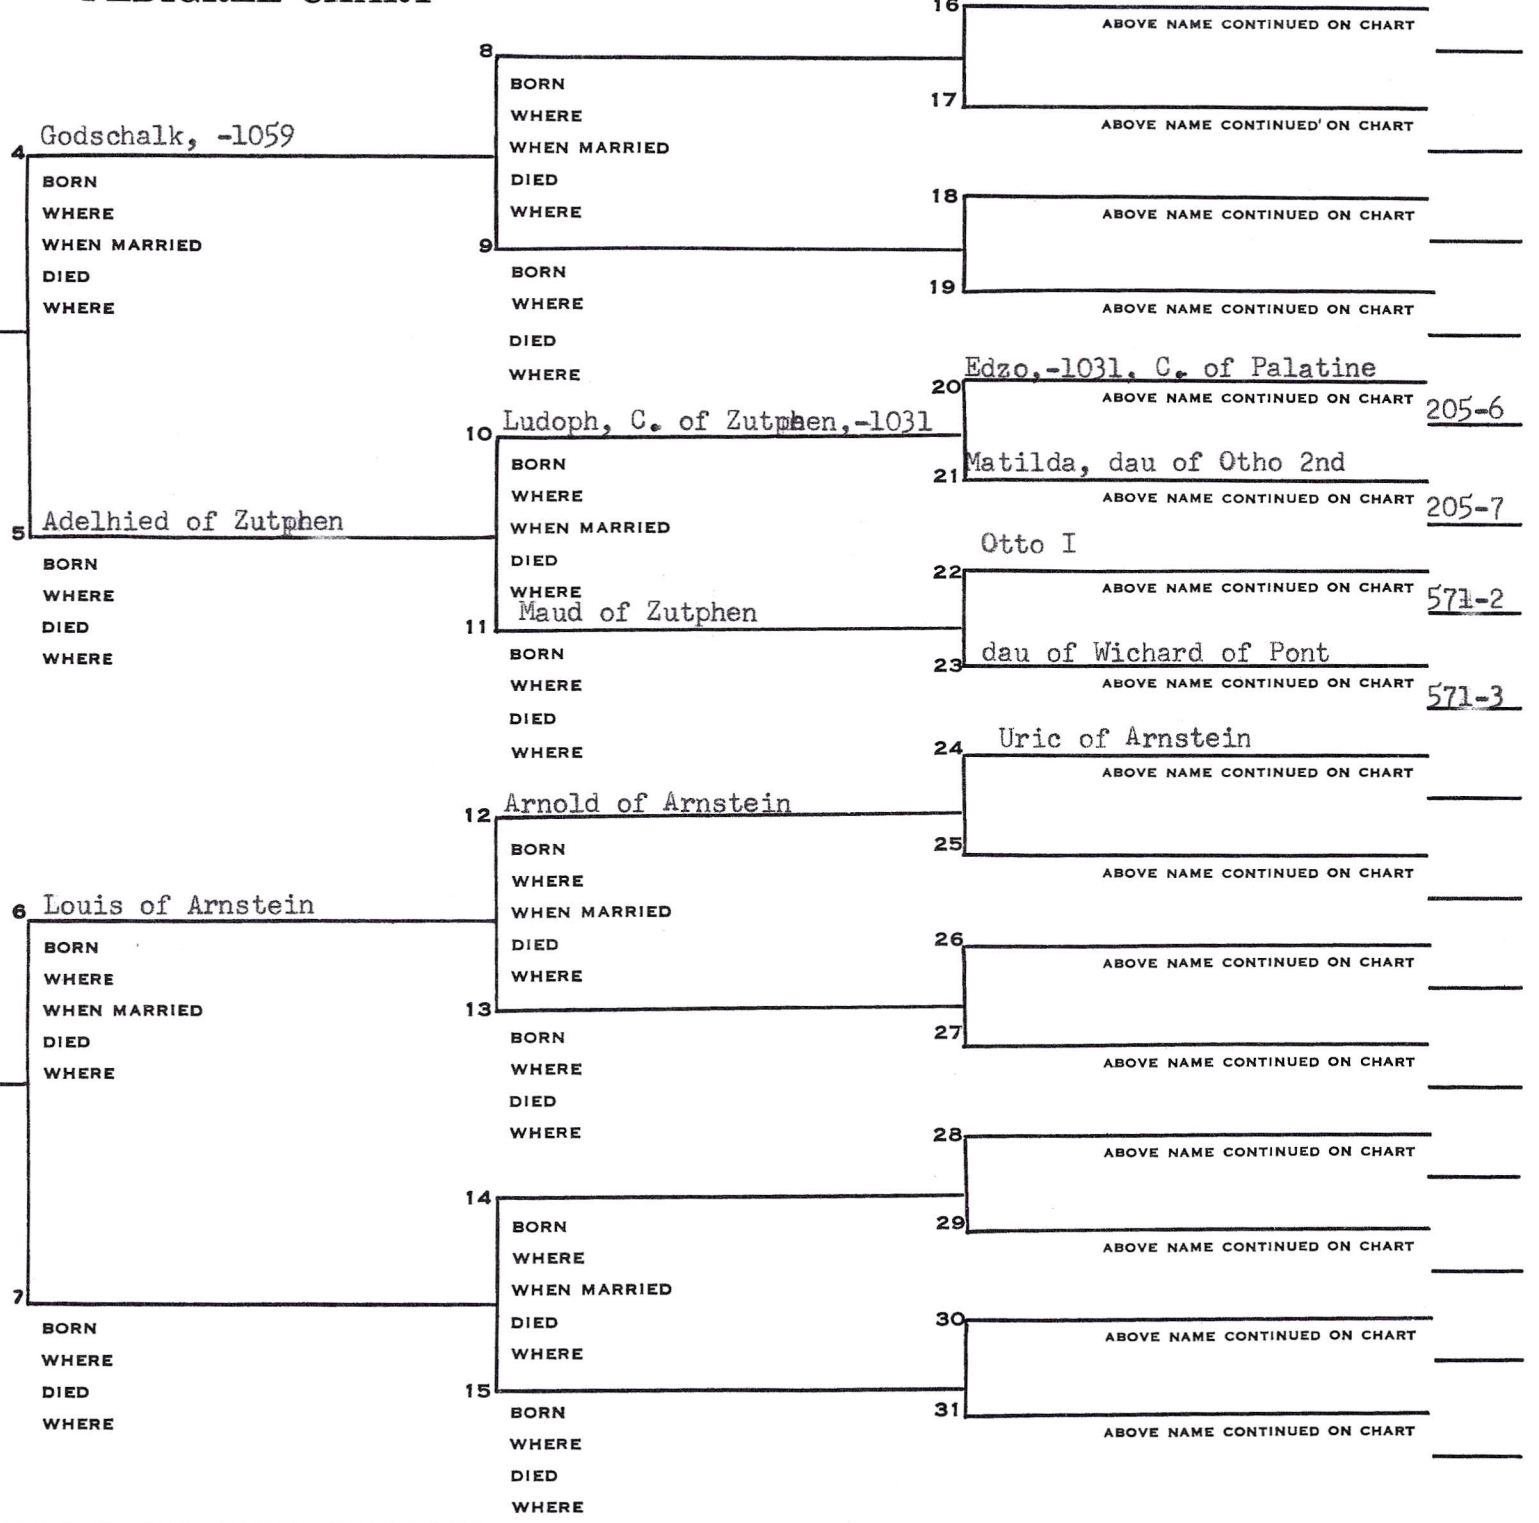 PEDIGREE CHART
4 Godschalk, -1059
BORN
WHERE
WHEN MARRIED
DIED
WHERE
5 Adelhied of Zutphen
BORN
WHERE
DIED
WHERE
6 Louis of Arnstein
BORN
WHERE
WHEN MARRIED
DIED
WHERE
7
BORN
WHERE
DIED
WHERE
8
BORN
WHERE
WHEN MARRIED
DIED
WHERE
9
BORN
WHERE
DIED
WHERE
10 Ludoph, C. of Zutphen,-1031
BORN
WHERE
WHEN MARRIED
DIED
WHERE
11 Maud of Zutphen
BORN
WHERE
DIED
WHERE
12 Arnold of Arnstein
BORN
WHERE
WHEN MARRIED
DIED
WHERE
13
BORN
WHERE
DIED
WHERE
14
BORN
WHERE
WHEN MARRIED
DIED
WHERE
15
BORN
WHERE
DIED
WHERE
16
ABOVE NAME CONTINUED ON CHART
17
ABOVE NAME CONTINUED ON CHART
18
ABOVE NAME CONTINUED ON CHART
19
ABOVE NAME CONTINUED ON CHART
20 Edzo,-1031. C. of Palatine
ABOVE NAME CONTINUED ON CHART 205-6
21 Matilda, dau of Otho 2nd
ABOVE NAME CONTINUED ON CHART 205-7
22 Otto I
ABOVE NAME CONTINUED ON CHART 571-2
23 dau of Wichard of Pont
ABOVE NAME CONTINUED ON CHART 571-3
24 Uric of Arnstein
ABOVE NAME CONTINUED ON CHART
25
ABOVE NAME CONTINUED ON CHART
26
ABOVE NAME CONTINUED ON CHART
27
ABOVE NAME CONTINUED ON CHART
28
ABOVE NAME CONTINUED ON CHART
29
ABOVE NAME CONTINUED ON CHART
30
ABOVE NAME CONTINUED ON CHART
31
ABOVE NAME CONTINUED ON CHART